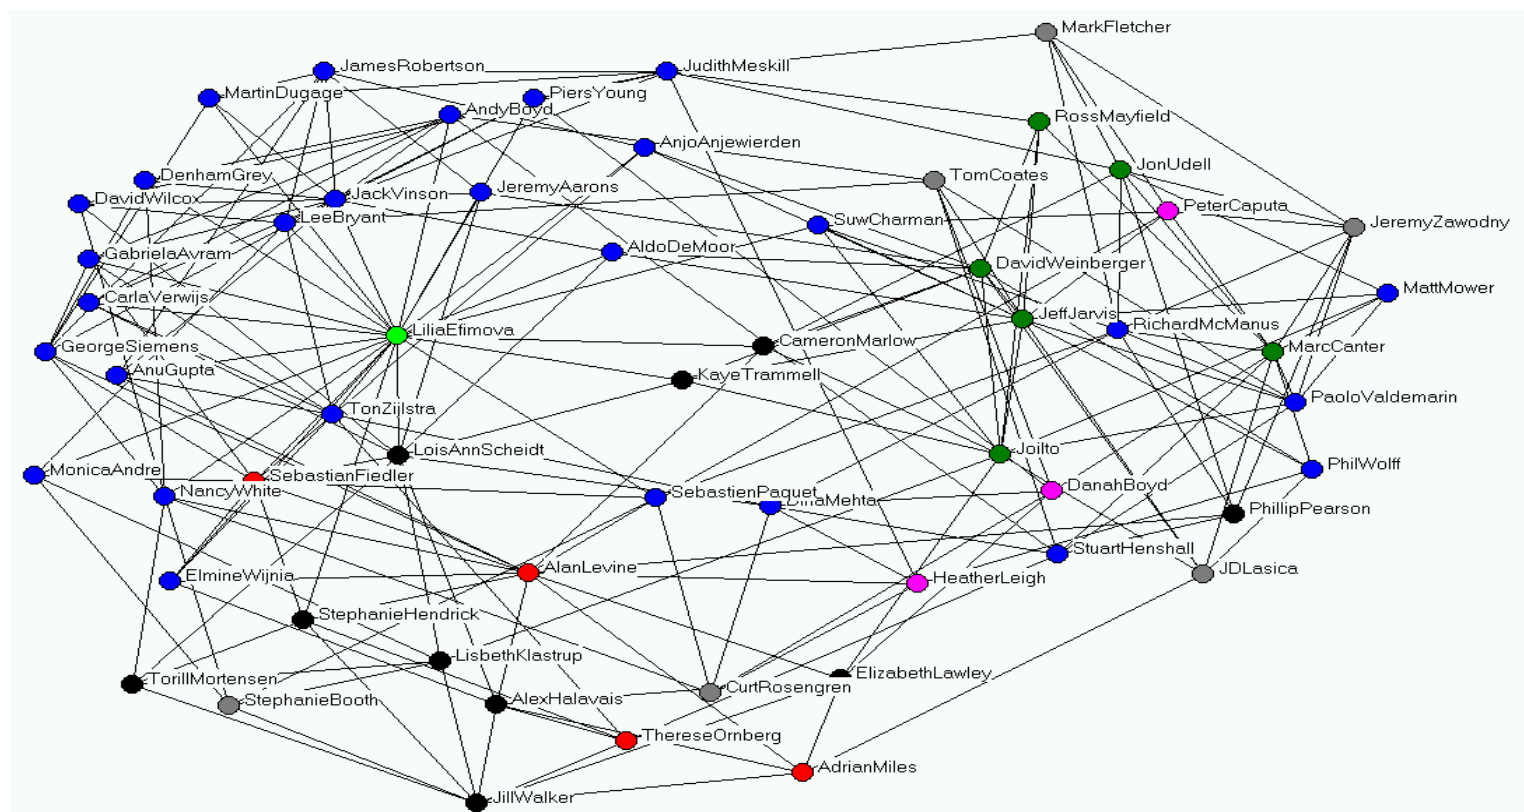 MarkFletcher
JamesRobertson
JudithMeskill
MartinDugage
PiersYoung
AndyBoyd
RossMayfield
AnjoAnjewierden
JonUdell
TomCoates
DenhamGrey
JeremyAarons
JackVinson
DavidWilcox
PeterCaputa
LeeBryant
SuwCharman
JeremyZawodny
AldoDeMoor
GabrielaAvram
DavidWeinberger
MattMower
CarlaVerwijs
JeffJarvis
RichardMcManus
LiliaEfimova
CameronMarlow
GeorgeSiemens
MarcCanter
AnuGupta
KayeTrammell
PaoloValdemarin
TonZijlstra
LoisAnnScheidt
JoiIto
MonicaAndre
SebastianFiedler
PhilWolff
DanahBoyd
NancyWhite
SebastienPaquet
DinaMehta
PhillipPearson
StuartHenshall
AlanLevine
JDLasica
ElmineWijnia
HeatherLeigh
StephanieHendrick
LisbethKlastrup
ElizabethLawley
TorillMortensen
CurtRosengren
StephanieBooth
AlexHalavais
ThereseOrnberg
AdrianMiles
JillWalker